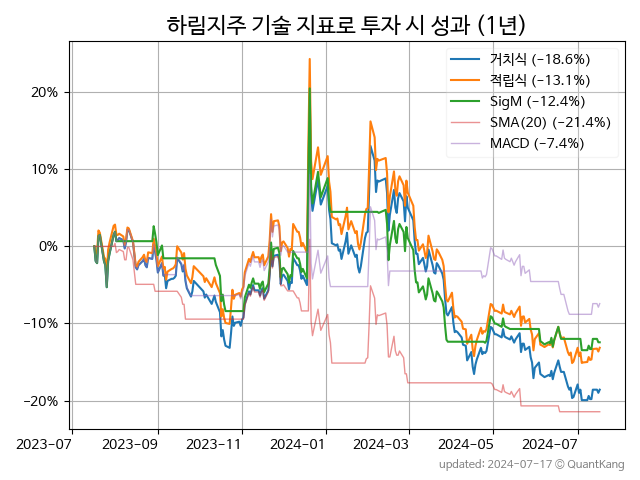 하림지주 기술 지표로 투자 시 성과 (1년)
거치식 (−18.6%)
적립식 (−13.1%)
SigM (−12.4%)
SMA(20) (−21.4%)
MACD (−7.4%)
20%
10%
0%
−10%
−20%
2023-07 2023-09 2023-11 2024-01 2024-03 2024-05 2024-07
updated: 2024-07-17 © QuantKang